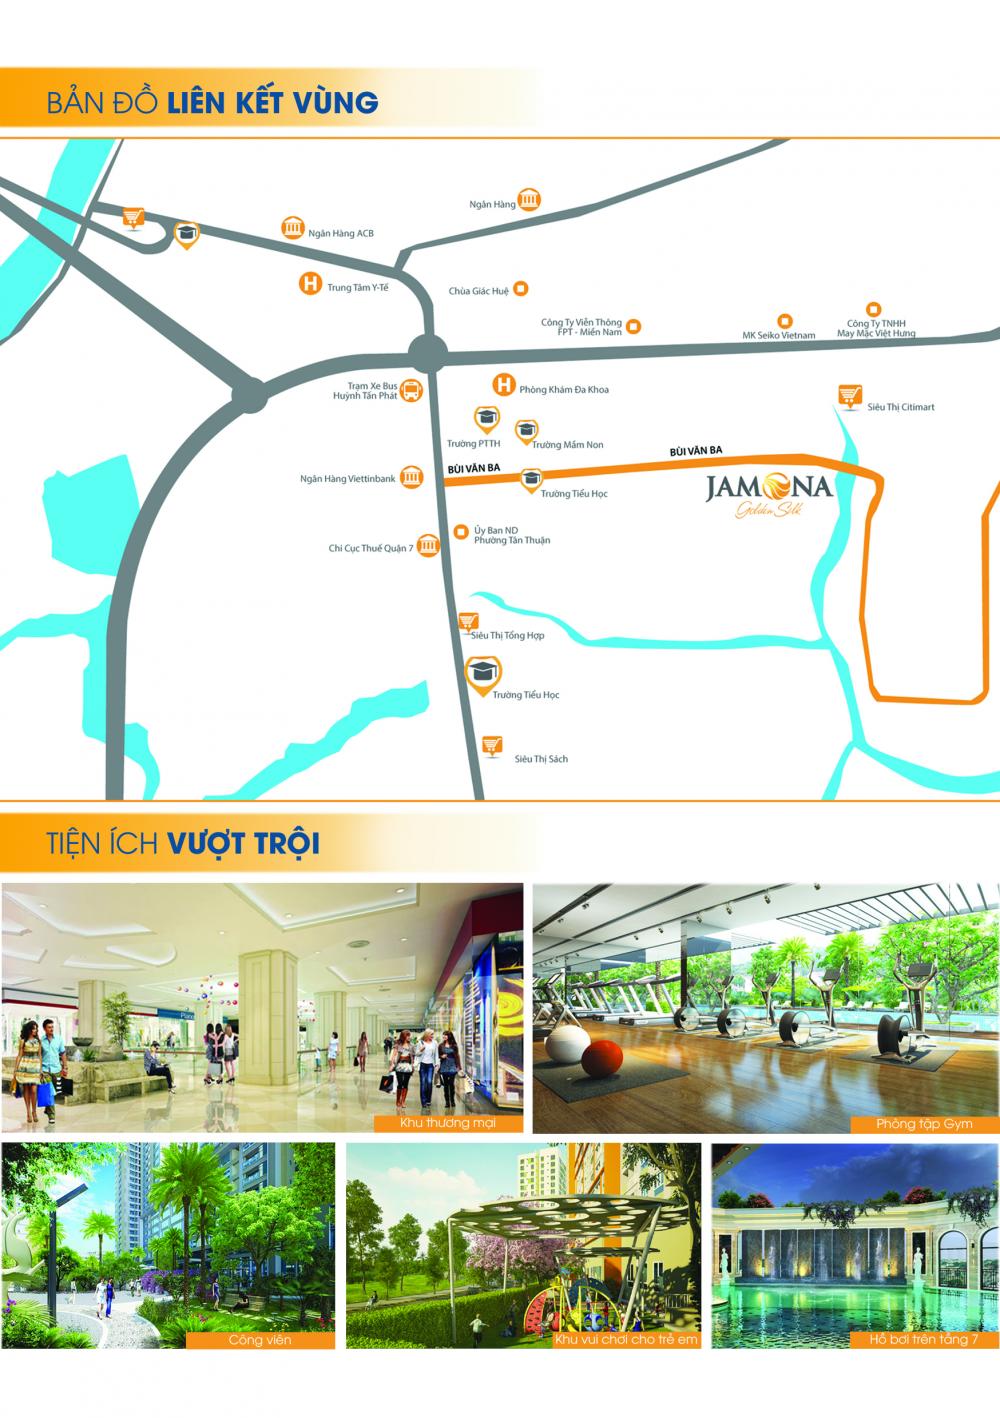 BẢN ĐỒ LIÊN KẾT VÙNG
Ngân Hàng
Ngân Hàng ACB
Trung Tâm Y-Tế
Chùa Giác Huệ
Công Ty Viễn Thông
FPT - Miền Nam
MK Seiko Vietnam
Công Ty TNHH
May Mặc Việt Hưng
Trạm Xe Bus
Huỳnh Tấn Phát
Phòng Khám Đa Khoa
Siêu Thị Citimart
Trường PTTH
Trường Mầm Non
BÙI VĂN BA
BÙI VĂN BA
Ngân Hàng Viettinbank
Trường Tiểu Học
JAMONA
Golden Silk
Ủy Ban ND
Phường Tân Thuận
Chi Cục Thuế Quận 7
Siêu Thị Tổng Hợp
Trường Tiểu Học
Siêu Thị Sách
TIỆN ÍCH VƯỢT TRỘI
Khu thương mại
Phòng tập Gym
Công viên
Khu vui chơi cho trẻ em
Hồ bơi trên tầng 7